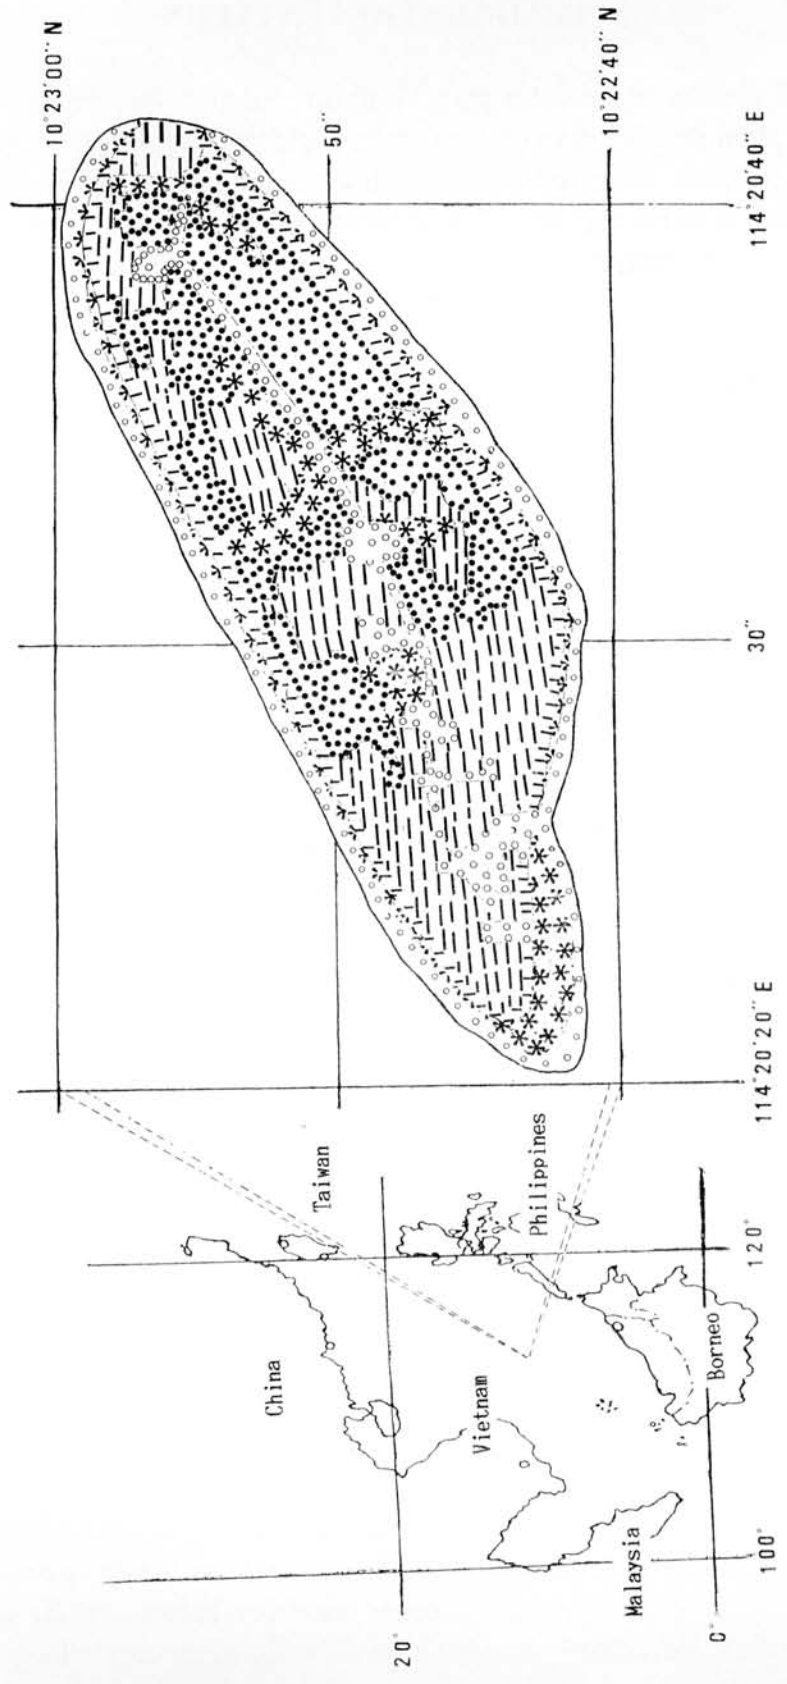 10°23'00" N
50"
10°22'40" N
114°20'40" E
30"
114°20'20" E
Taiwan
Philippines
China
Vietnam
Borneo
Malaysia
120°
100°
20°
0°